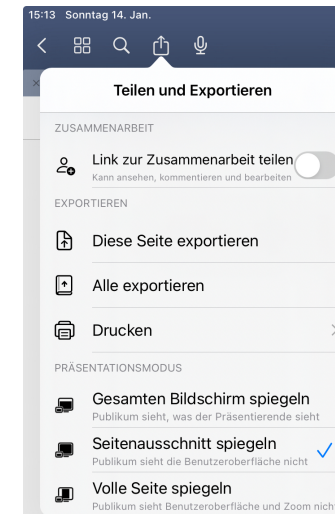 15:13 Sonntag 14. Jan.
Teilen und Exportieren
ZUSAMMENARBEIT
Link zur Zusammenarbeit teilen
Kann ansehen, kommentieren und bearbeiten
EXPORTIEREN
Diese Seite exportieren
Alle exportieren
Drucken
PRÄSENTATIONSMODUS
Gesamten Bildschirm spiegeln
Publikum sieht, was der Präsentierende sieht
Seitenausschnitt spiegeln
Publikum sieht die Benutzeroberfläche nicht
Volle Seite spiegeln
Publikum sieht Benutzeroberfläche und Zoom nich